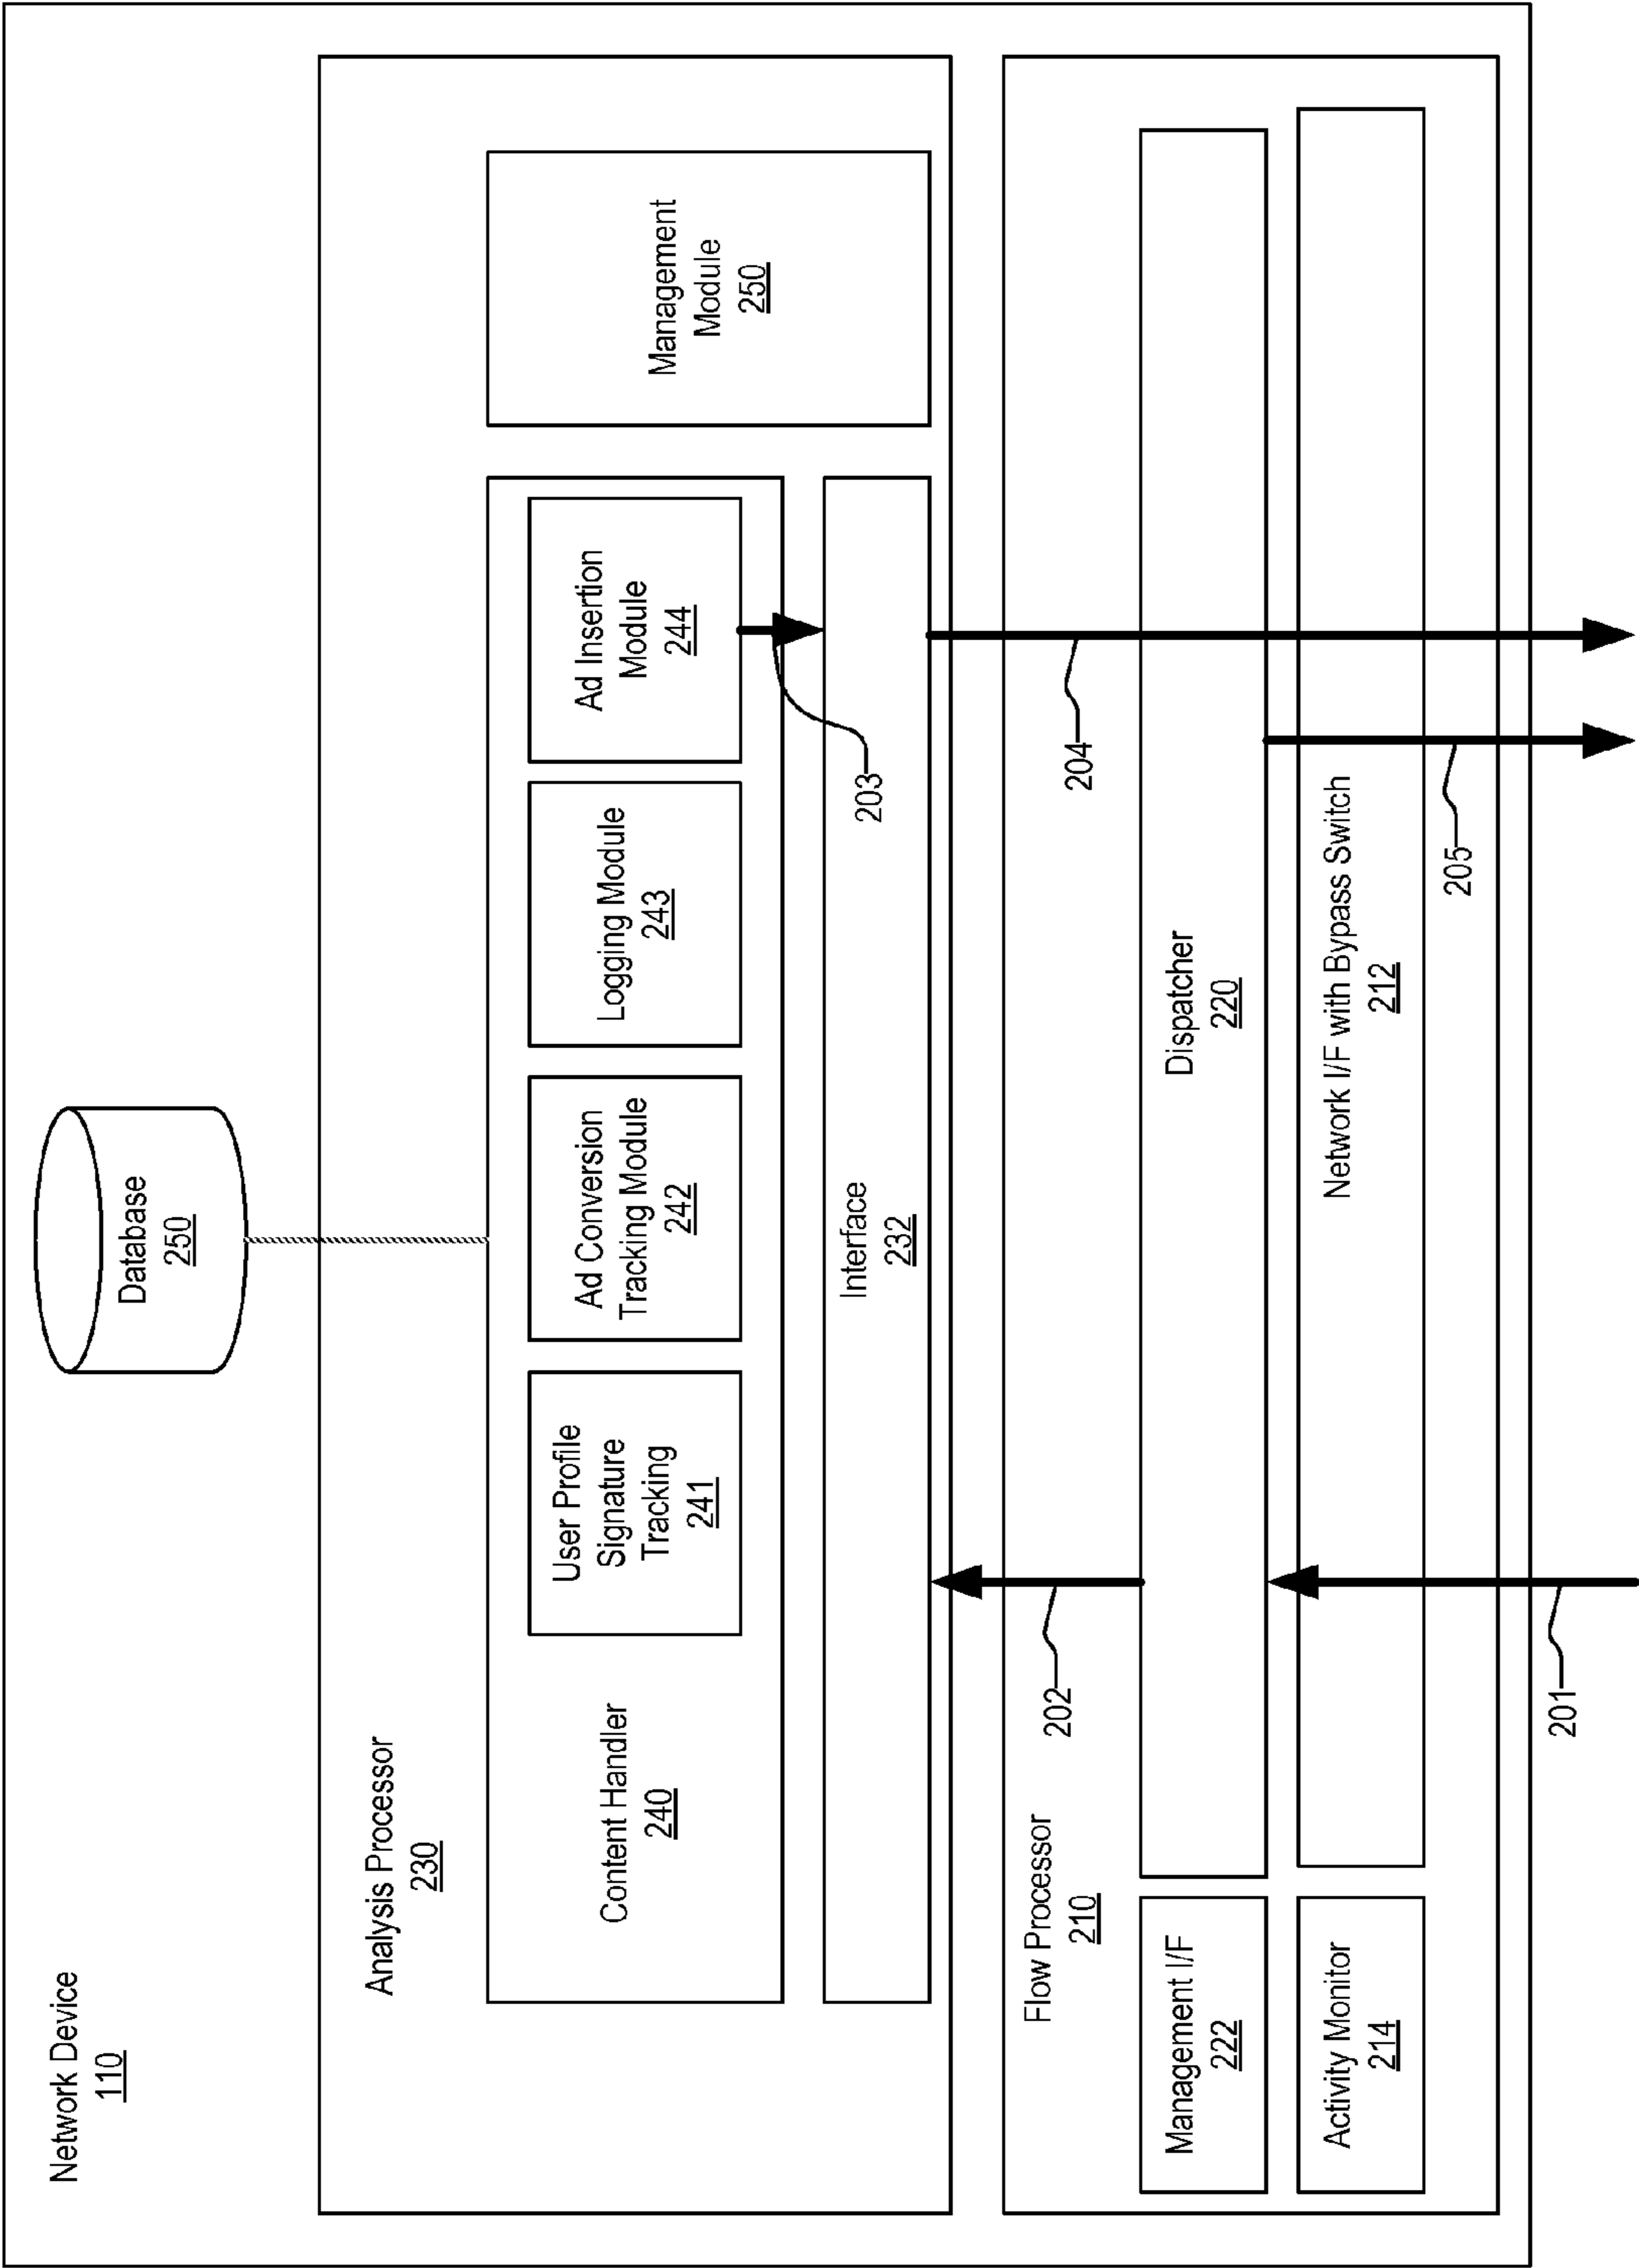 Network Device
110
Database
250
Analysis Processor
230
Content Handler
240
User Profile
Signature
Tracking
241
Ad Conversion
Tracking Module
242
Logging Module
243
Ad Insertion
Module
244
Management
Module
250
203
Interface
232
Flow Processor
210
202
204
Management I/F
222
Dispatcher
220
Activity Monitor
214
Network I/F with Bypass Switch
212
205
201